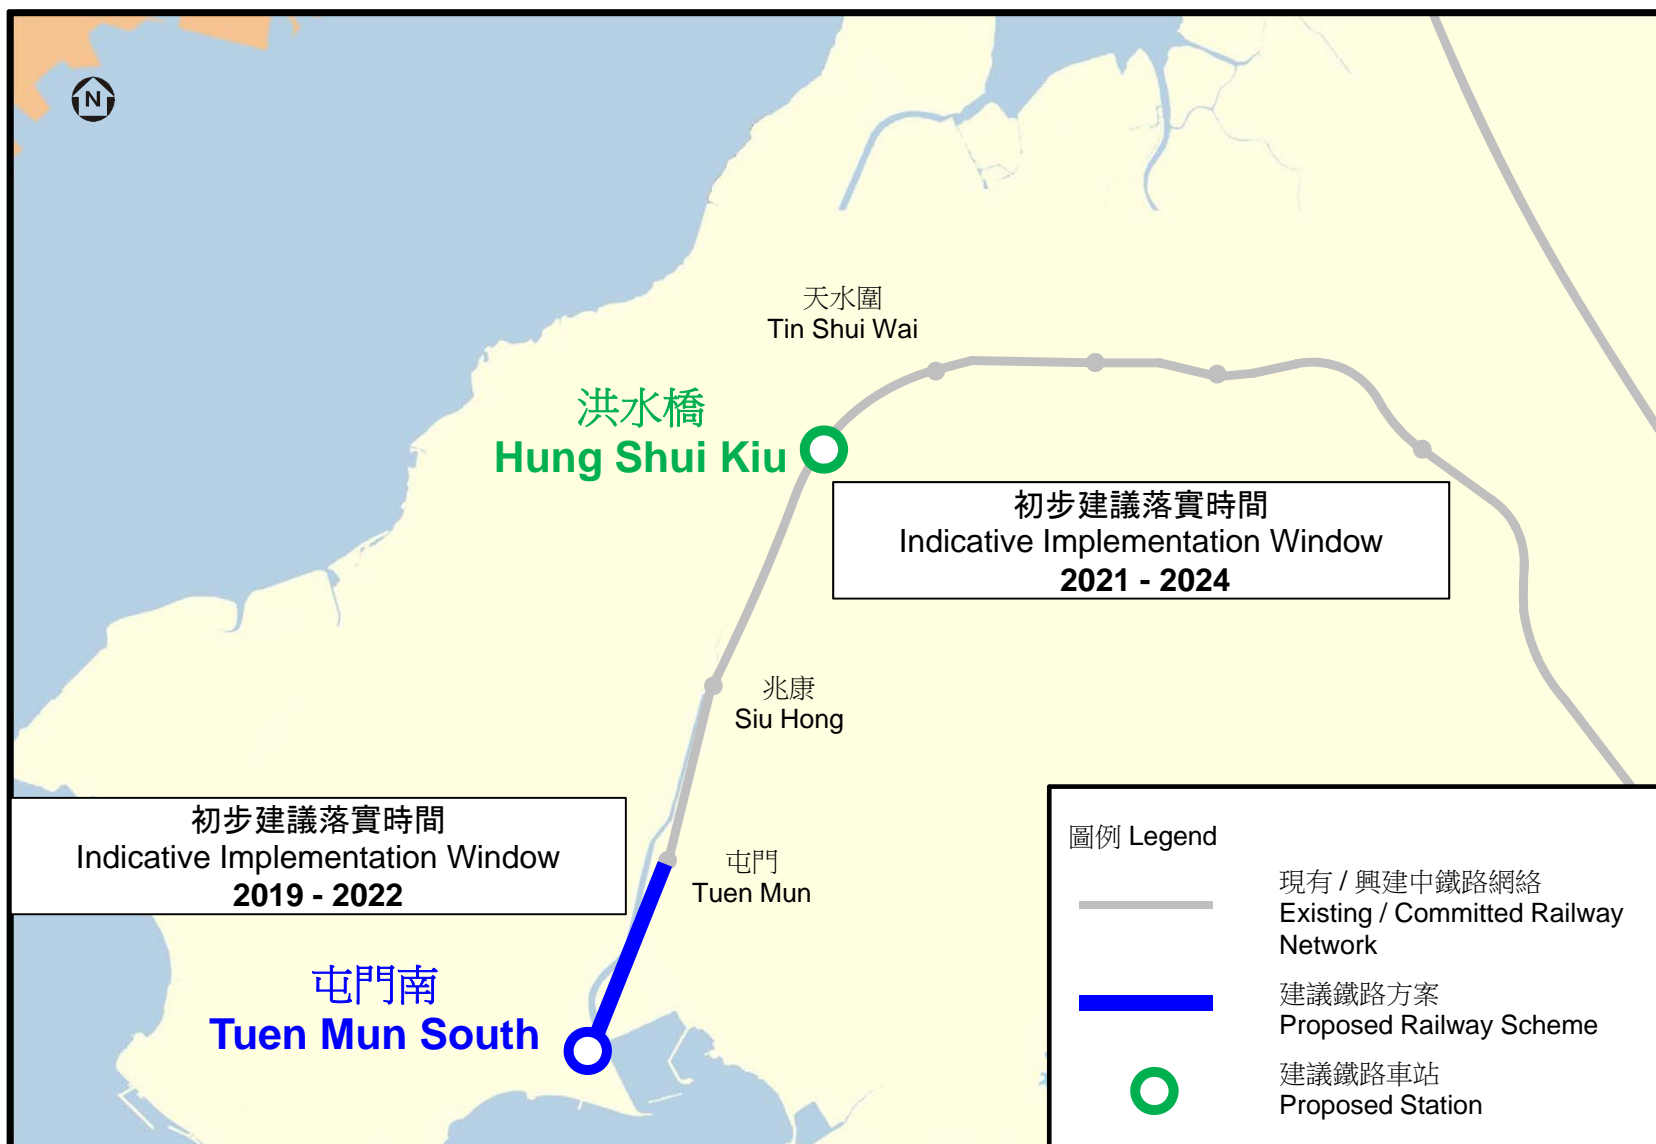 N
天水圍
Tin Shui Wai
洪水橋
Hung Shui Kiu
初步建議落實時間
Indicative Implementation Window
2021 - 2024
兆康
Siu Hong
初步建議落實時間
Indicative Implementation Window
2019 - 2022
屯門
Tuen Mun
屯門南
Tuen Mun South
圖例 Legend
現有 / 興建中鐵路網絡
Existing / Committed Railway
Network
建議鐵路方案
Proposed Railway Scheme
建議鐵路車站
Proposed Station